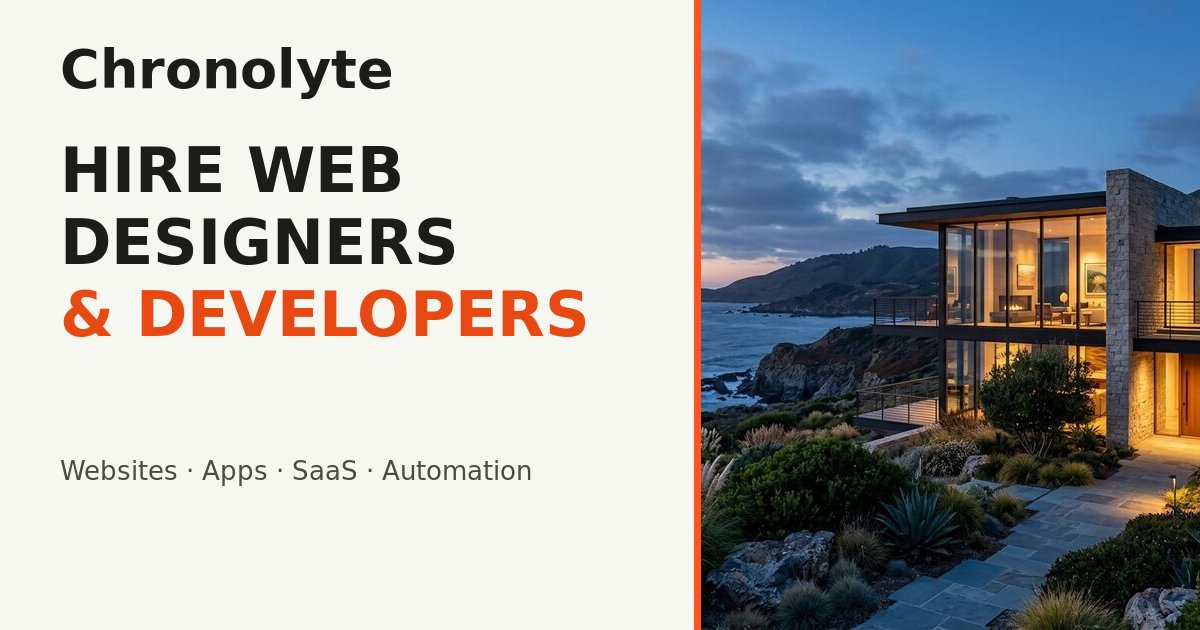 Chronolyte
HIRE WEB
DESIGNERS
& DEVELOPERS
Websites · Apps · SaaS · Automation